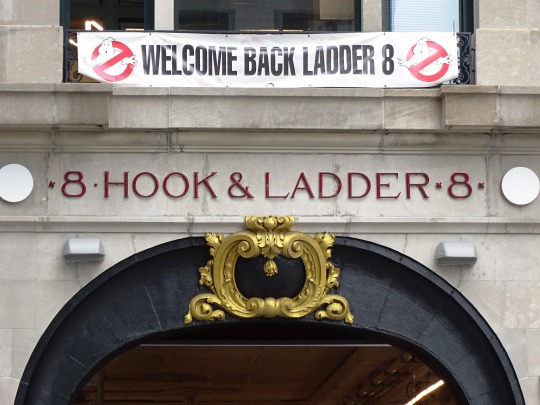 WELCOME BACK LADDER 8
8 · HOOK & LADDER · 8